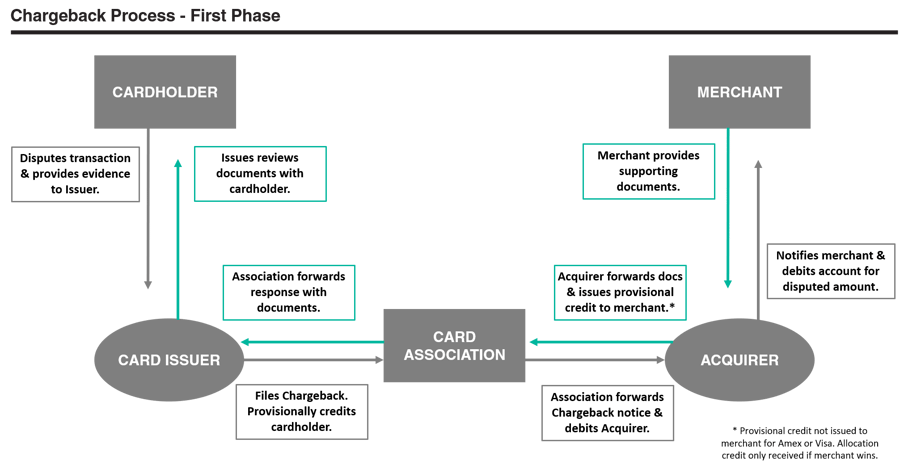 Chargeback Process - First Phase
CARDHOLDER
MERCHANT
Disputes transaction
& provides evidence
to Issuer.
Issues reviews
documents with
cardholder.
Merchant provides
supporting
documents.
Notifies merchant &
debits account for
disputed amount.
Association forwards
response with
documents.
Acquirer forwards docs
& issues provisional
credit to merchant.*
CARD ISSUER
CARD
ASSOCIATION
ACQUIRER
Files Chargeback.
Provisionally credits
cardholder.
Association forwards
Chargeback notice &
debits Acquirer.
* Provisional credit not issued to
merchant for Amex or Visa. Allocation
credit only received if merchant wins.